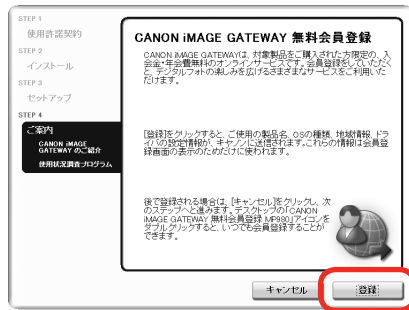 STEP 1
使用許諾契約
STEP 2
インストール
STEP 3
セットアップ
STEP 4
ご案内
CANON iMAGE
GATEWAY のご紹介
使用状況調査プログラム
CANON iMAGE GATEWAY 無料会員登録
CANON iMAGE GATEWAYは、対象製品をご購入された方限定の、入
会金・年会費無料のオンラインサービスです。会員登録をしていただく
と、デジタルフォトの楽しみを広げるさまざまなサービスをご利用いた
だけます。
[登録]をクリックすると、ご使用の製品名、OSの種類、地域情報、ドラ
イバの設定情報が、キヤノンに送信されます。これらの情報は会員登
録画面の表示のためだけに使われます。
後で登録される場合は、[キャンセル]をクリックし、次
のステップへと進みます。デスクトップの「CANON
iMAGE GATEWAY 無料会員登録 MP980」アイコンを
ダブルクリックすると、いつでも会員登録することが
できます。
キャンセル
登録